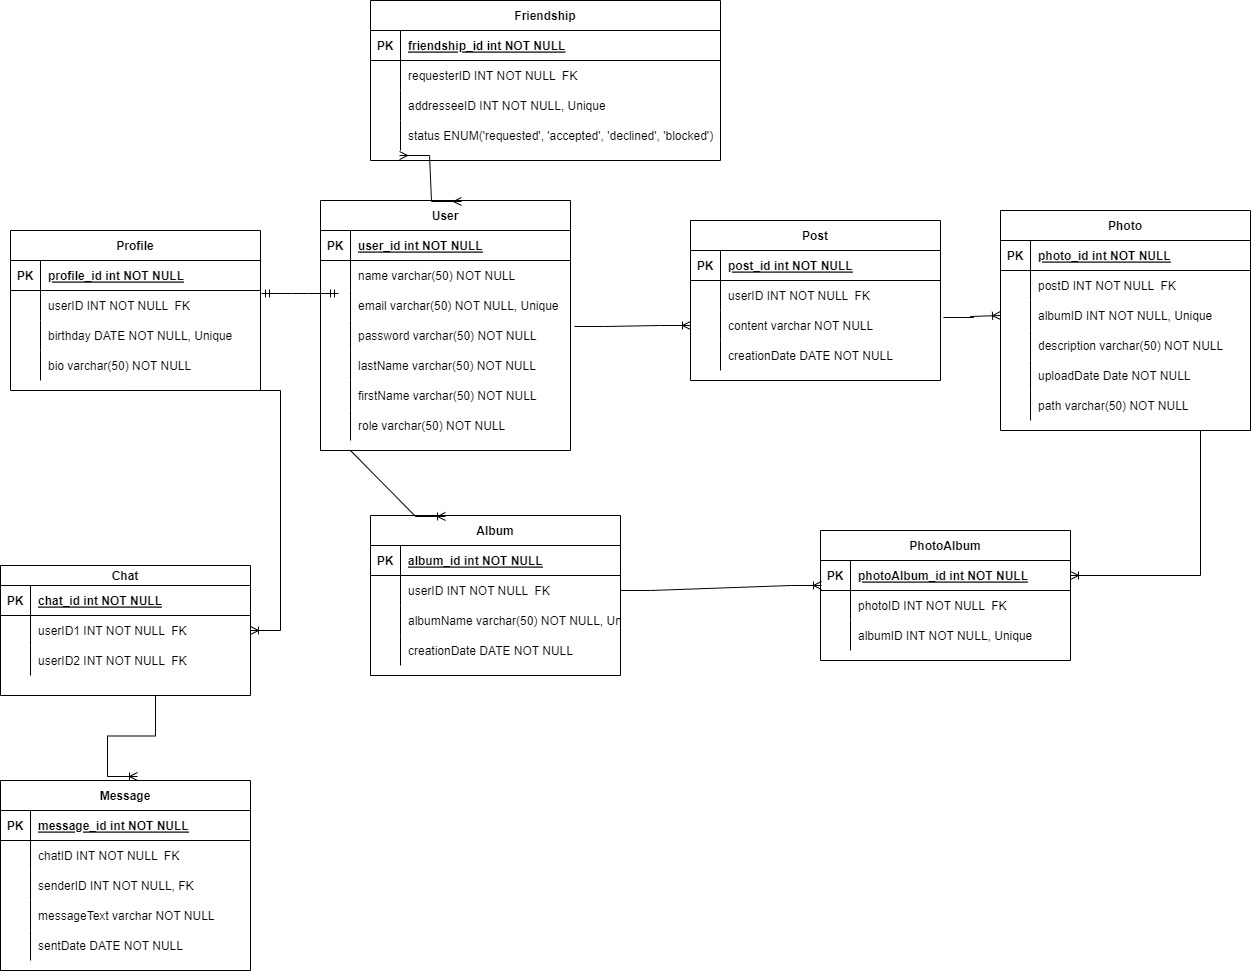 Friendship
PK friendship_id int NOT NULL
requesterID INT NOT NULL FK
addresseeID INT NOT NULL, Unique
status ENUM('requested', 'accepted', 'declined', 'blocked')
User
PK user_id int NOT NULL
name varchar(50) NOT NULL
email varchar(50) NOT NULL, Unique
password varchar(50) NOT NULL
lastName varchar(50) NOT NULL
firstName varchar(50) NOT NULL
role varchar(50) NOT NULL
Profile
PK profile_id int NOT NULL
userID INT NOT NULL FK
birthday DATE NOT NULL, Unique
bio varchar(50) NOT NULL
Post
PK post_id int NOT NULL
userID INT NOT NULL FK
content varchar NOT NULL
creationDate DATE NOT NULL
Photo
PK photo_id int NOT NULL
postD INT NOT NULL FK
albumID INT NOT NULL, Unique
description varchar(50) NOT NULL
uploadDate Date NOT NULL
path varchar(50) NOT NULL
Album
PK album_id int NOT NULL
userID INT NOT NULL FK
albumName varchar(50) NOT NULL, Un
creationDate DATE NOT NULL
PhotoAlbum
PK photoAlbum_id int NOT NULL
photoID INT NOT NULL FK
albumID INT NOT NULL, Unique
Chat
PK chat_id int NOT NULL
userID1 INT NOT NULL FK
userID2 INT NOT NULL FK
Message
PK message_id int NOT NULL
chatID INT NOT NULL FK
senderID INT NOT NULL, FK
messageText varchar NOT NULL
sentDate DATE NOT NULL